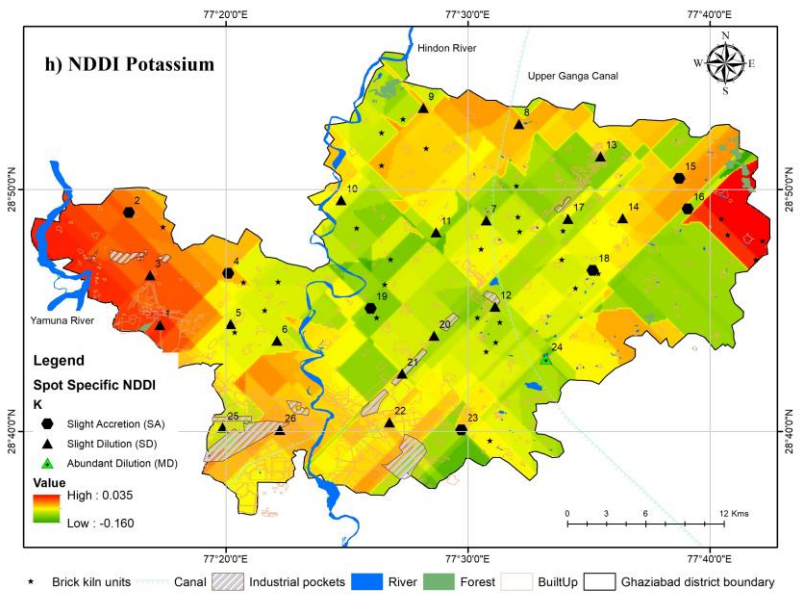 77°20'0"E 77°30'0"E 77°40'0"E
h) NDDI Potassium
Hindon River
Upper Ganga Canal
N
W E
S
28°50'0"N 28°50'0"N
Yamuna River
28°40'0"N 28°40'0"N
9
8
13
15
2
10
16
11
7
17
14
4
3
18
19
12
1
5
6
20
24
21
25
26
22
23
Legend
Spot Specific NDDI
K
Slight Accretion (SA)
Slight Dilution (SD)
Abundant Dilution (MD)
Value
High : 0.035
Low : -0.160
0 3 6 12 Kms
77°20'0"E 77°30'0"E 77°40'0"E
Brick kiln units Canal Industrial pockets River Forest BuiltUp Ghaziabad district boundary